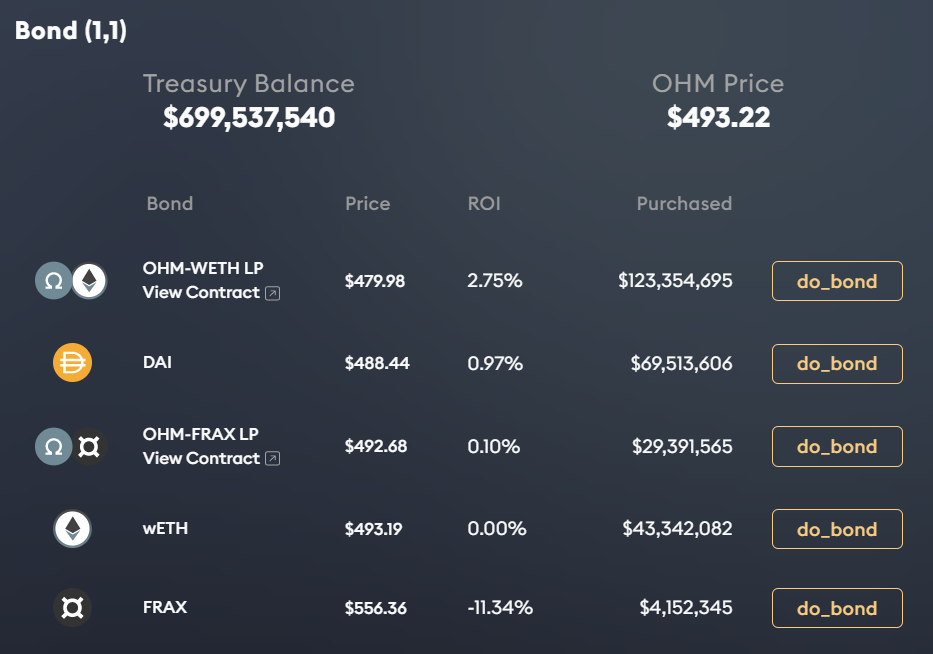 Bond (1,1)
Treasury Balance
$699,537,540
OHM Price
$493.22
Bond Price ROI Purchased
OHM-WETH LP
View Contract
$479.98 2.75% $123,354,695 do_bond
DAI $488.44 0.97% $69,513,606 do_bond
OHM-FRAX LP
View Contract
$492.68 0.10% $29,391,565 do_bond
wETH $493.19 0.00% $43,342,082 do_bond
FRAX $556.36 -11.34% $4,152,345 do_bond